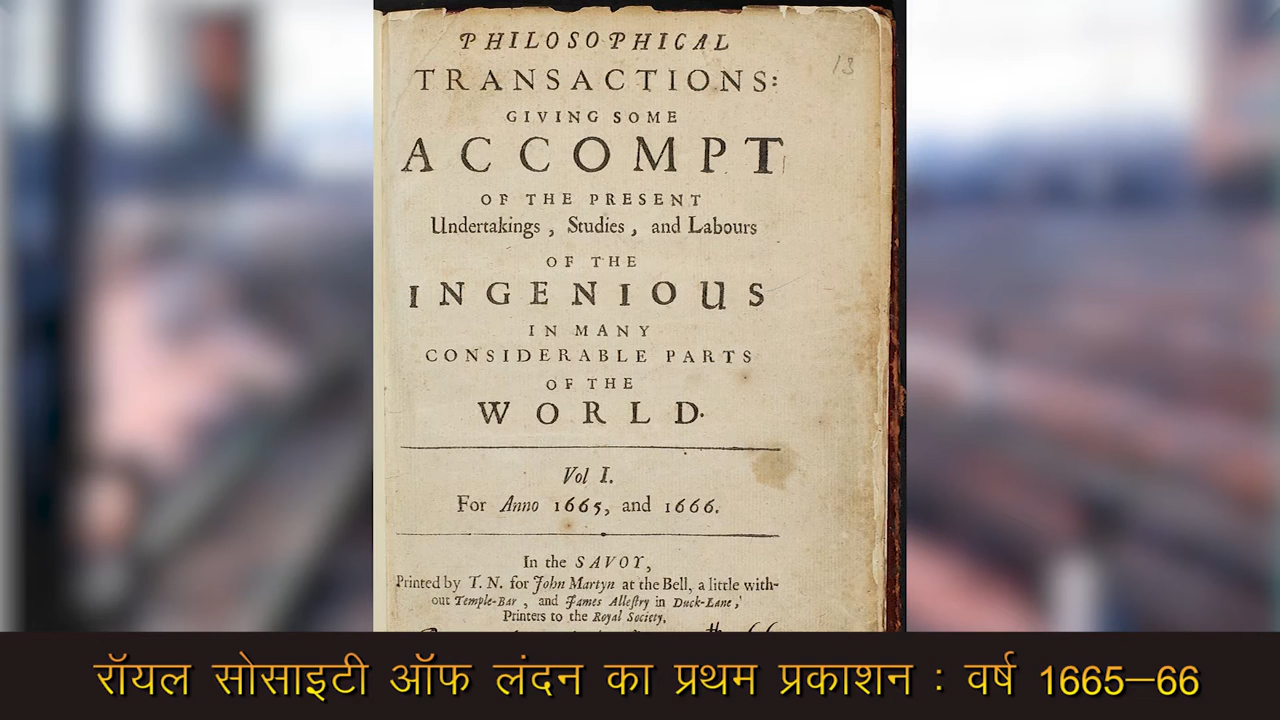 PHILOSOPHICAL
TRANSACTIONS:
GIVING SOME
ACCOMPT
OF THE PRESENT
Undertakings, Studies, and Labours
OF THE
INGENIOUS
IN MANY
CONSIDERABLE PARTS
OF THE
WORLD.
Vol I.
For Anno 1665, and 1666.
In the SAVOY,
Printed by T. N. for John Martyn at the Bell, a little with-
out Temple-Bar, and James Allestry in Duck-Lane,
Printers to the Royal Society.
13
रॉयल सोसाइटी ऑफ लंदन का प्रथम प्रकाशन : वर्ष 1665–66